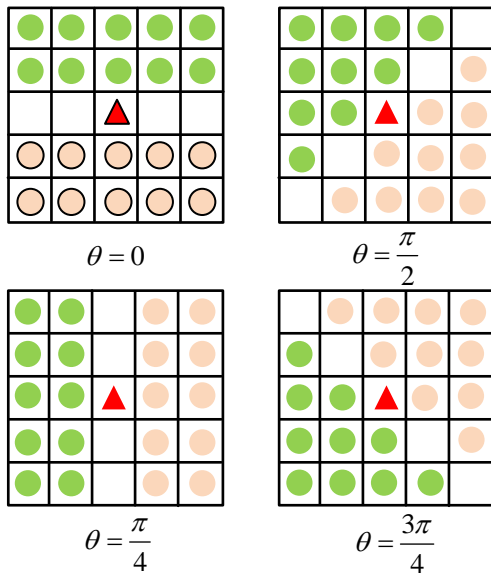 θ = 0
θ = π/2
θ = π/4
θ = 3π/4